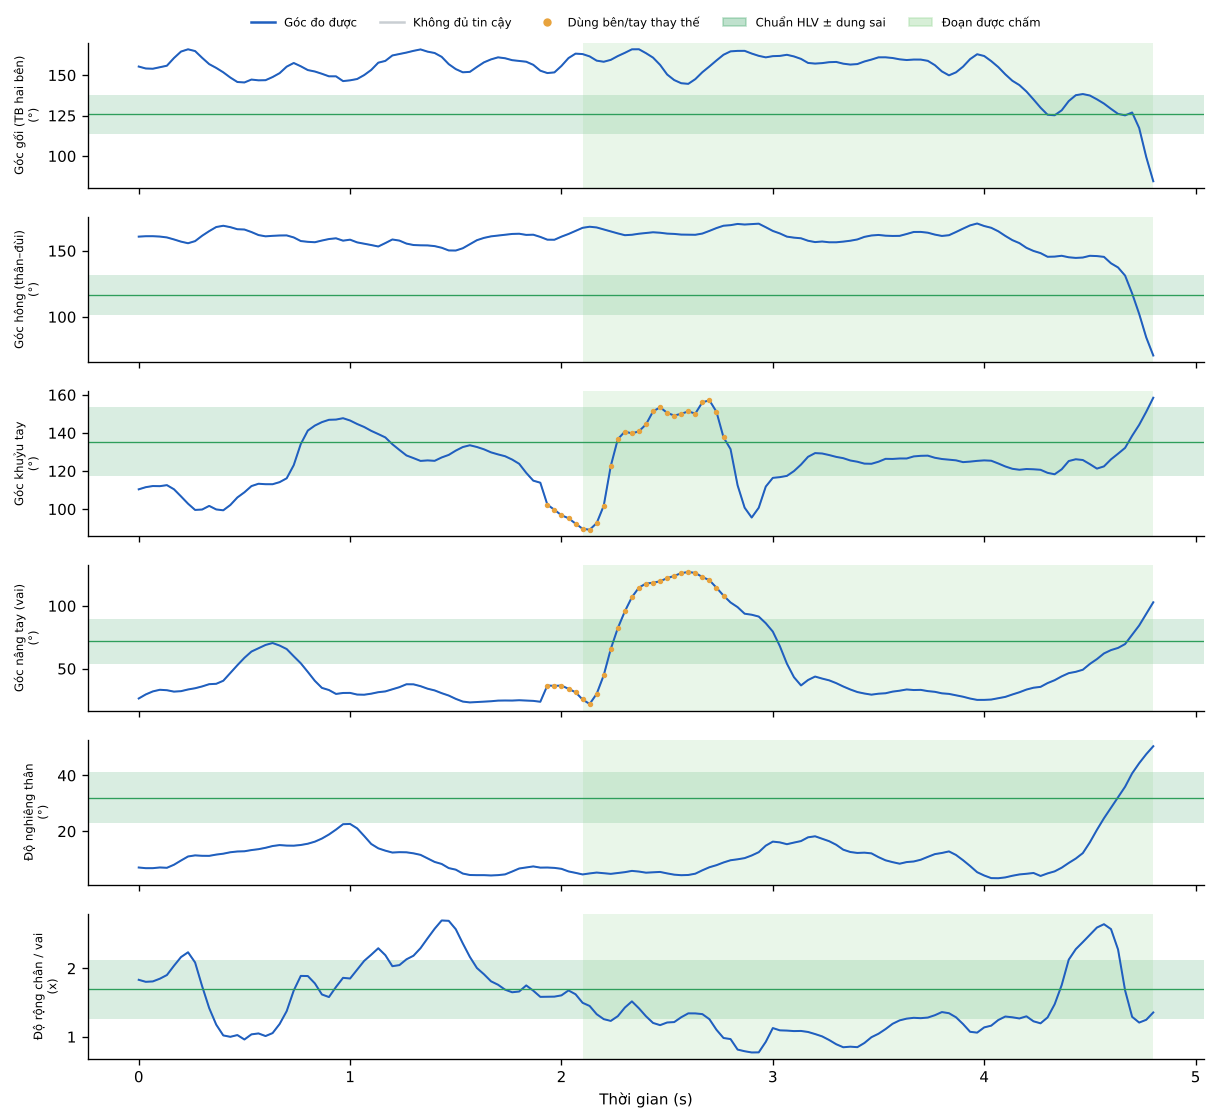 Góc đo được
Không đủ tin cậy
Dùng bên/tay thay thế
Chuẩn HLV ± dung sai
Đoạn được chấm
Góc gối (TB hai bên)
(°)
150
125
100
Góc hông (thân–đùi)
(°)
150
100
Góc khuỷu tay
(°)
160
140
120
100
Góc nâng tay (vai)
(°)
100
50
Độ nghiêng thân
(°)
40
20
Độ rộng chân / vai
(x)
2
1
0 1 2 3 4 5
Thời gian (s)